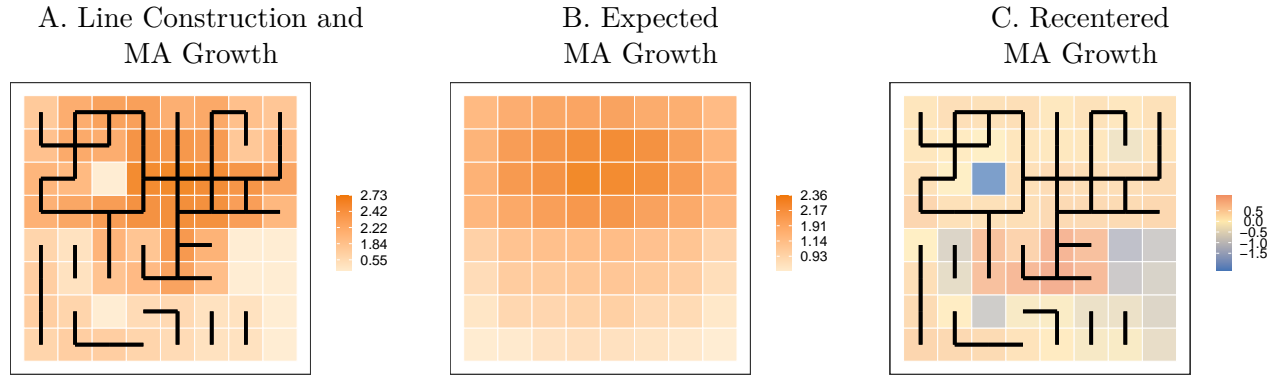 A. Line Construction and
MA Growth
B. Expected
MA Growth
C. Recentered
MA Growth
2.73
2.42
1.84
0.55
2.36
2.17
1.91
1.14
0.93
0.5
0.0
−0.5
−1.0
−1.5